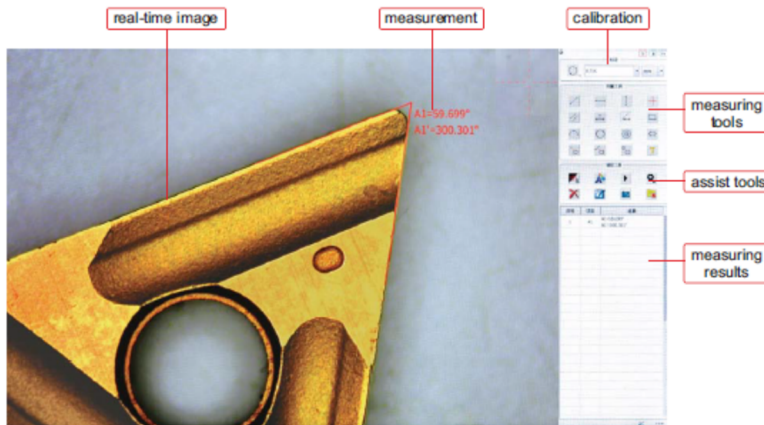 real-time image
measurement
calibration
A1=59.699°
A1'=300.301°
measuring
tools
assist tools
measuring
results